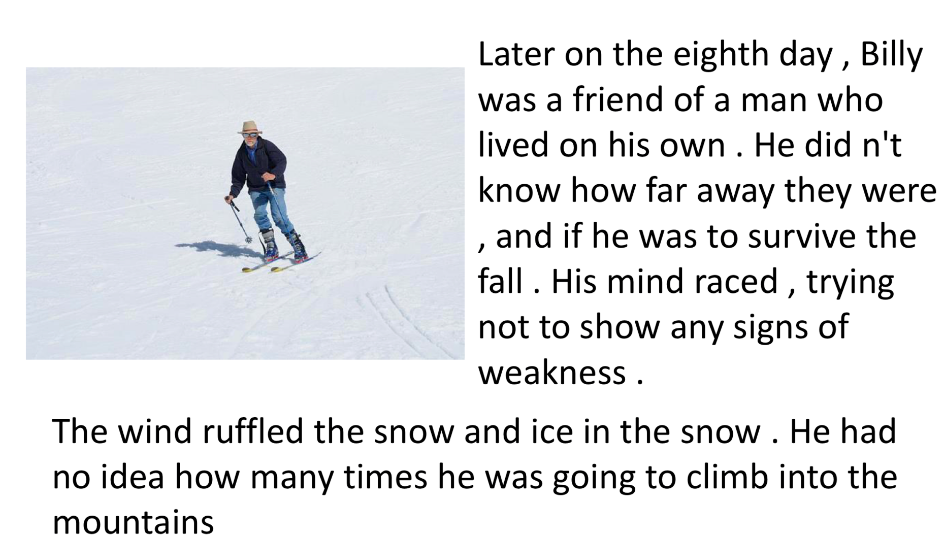 Later on the eighth day , Billy
was a friend of a man who
lived on his own . He did n't
know how far away they were
, and if he was to survive the
fall . His mind raced , trying
not to show any signs of
weakness .
The wind ruffled the snow and ice in the snow . He had
no idea how many times he was going to climb into the
mountains